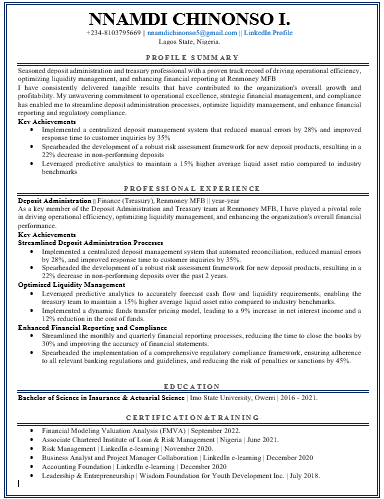 NNAMDI CHINONSO I.
+234-8103795669 | nnamdichinonso5@gmail.com || LinkedIn Profile
Lagos State, Nigeria.
PROFILE SUMMARY
Seasoned deposit administration and treasury professional with a proven track record of driving operational efficiency,
optimizing liquidity management, and enhancing financial reporting at Renmoney MFB
I have consistently delivered tangible results that have contributed to the organization's overall growth and
profitability. My unwavering commitment to operational excellence, strategic financial management, and compliance
has enabled me to streamline deposit administration processes, optimize liquidity management, and enhance financial
reporting and regulatory compliance.
Key Achievements
• Implemented a centralized deposit management system that reduced manual errors by 28% and improved
response time to customer inquiries by 35%
• Spearheaded the development of a robust risk assessment framework for new deposit products, resulting in a
22% decrease in non-performing deposits
• Leveraged predictive analytics to maintain a 15% higher average liquid asset ratio compared to industry
benchmarks
PROFESSIONAL EXPERIENCE
Deposit Administration || Finance (Treasury), Renmoney MFB || year-year
As a key member of the Deposit Administration and Treasury team at Renmoney MFB, I have played a pivotal role
in driving operational efficiency, optimizing liquidity management, and enhancing the organization's overall financial
performance.
Key Achievements
Streamlined Deposit Administration Processes
• Implemented a centralized deposit management system that automated reconciliation, reduced manual errors
by 28%, and improved response time to customer inquiries by 35%.
• Spearheaded the development of a robust risk assessment framework for new deposit products, resulting in a
22% decrease in non-performing deposits over the past 2 years.
Optimized Liquidity Management
• Leveraged predictive analytics to accurately forecast cash flow and liquidity requirements, enabling the
treasury team to maintain a 15% higher average liquid asset ratio compared to industry benchmarks.
• Implemented a dynamic funds transfer pricing model, leading to a 9% increase in net interest income and a
12% reduction in the cost of funds.
Enhanced Financial Reporting and Compliance
• Streamlined the monthly and quarterly financial reporting processes, reducing the time to close the books by
30% and improving the accuracy of financial statements.
• Spearheaded the implementation of a comprehensive regulatory compliance framework, ensuring adherence
to all relevant banking regulations and guidelines, and reducing the risk of penalties or sanctions by 45%.
EDUCATION
Bachelor of Science in Insurance & Actuarial Science | Imo State University, Owerri | 2016 - 2021.
CERTIFICATION&TRAINING
• Financial Modeling Valuation Analysis (FMVA) | September 2022.
• Associate Chartered Institute of Loan & Risk Management | Nigeria | June 2021.
• Risk Management | LinkedIn e-learning | November 2020.
• Business Analyst and Project Management Collaboration | LinkedIn e-learning | December 2020
• Accounting Foundation | LinkedIn e-learning | December 2020
• Leadership & Entrepreneurship | Wisdom Foundation for Youth Development Inc. | July 2018.